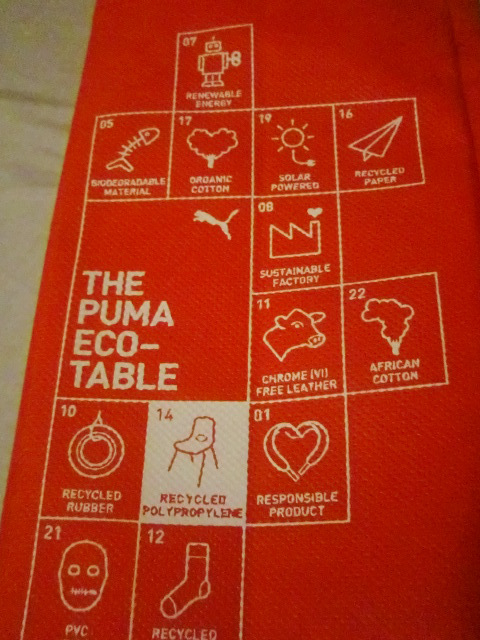 07
RENEWABLE
ENERGY
05
BIODEGRADABLE
MATERIAL
17
ORGANIC
COTTON
19
SOLAR
POWERED
16
RECYCLED
PAPER
08
SUSTAINABLE
FACTORY
THE
PUMA
ECO-
TABLE
11
CHROME (VI)
FREE LEATHER
22
AFRICAN
COTTON
10
RECYCLED
RUBBER
14
RECYCLED
POLYPROPYLENE
01
RESPONSIBLE
PRODUCT
21
PVC
12
RECYCLED